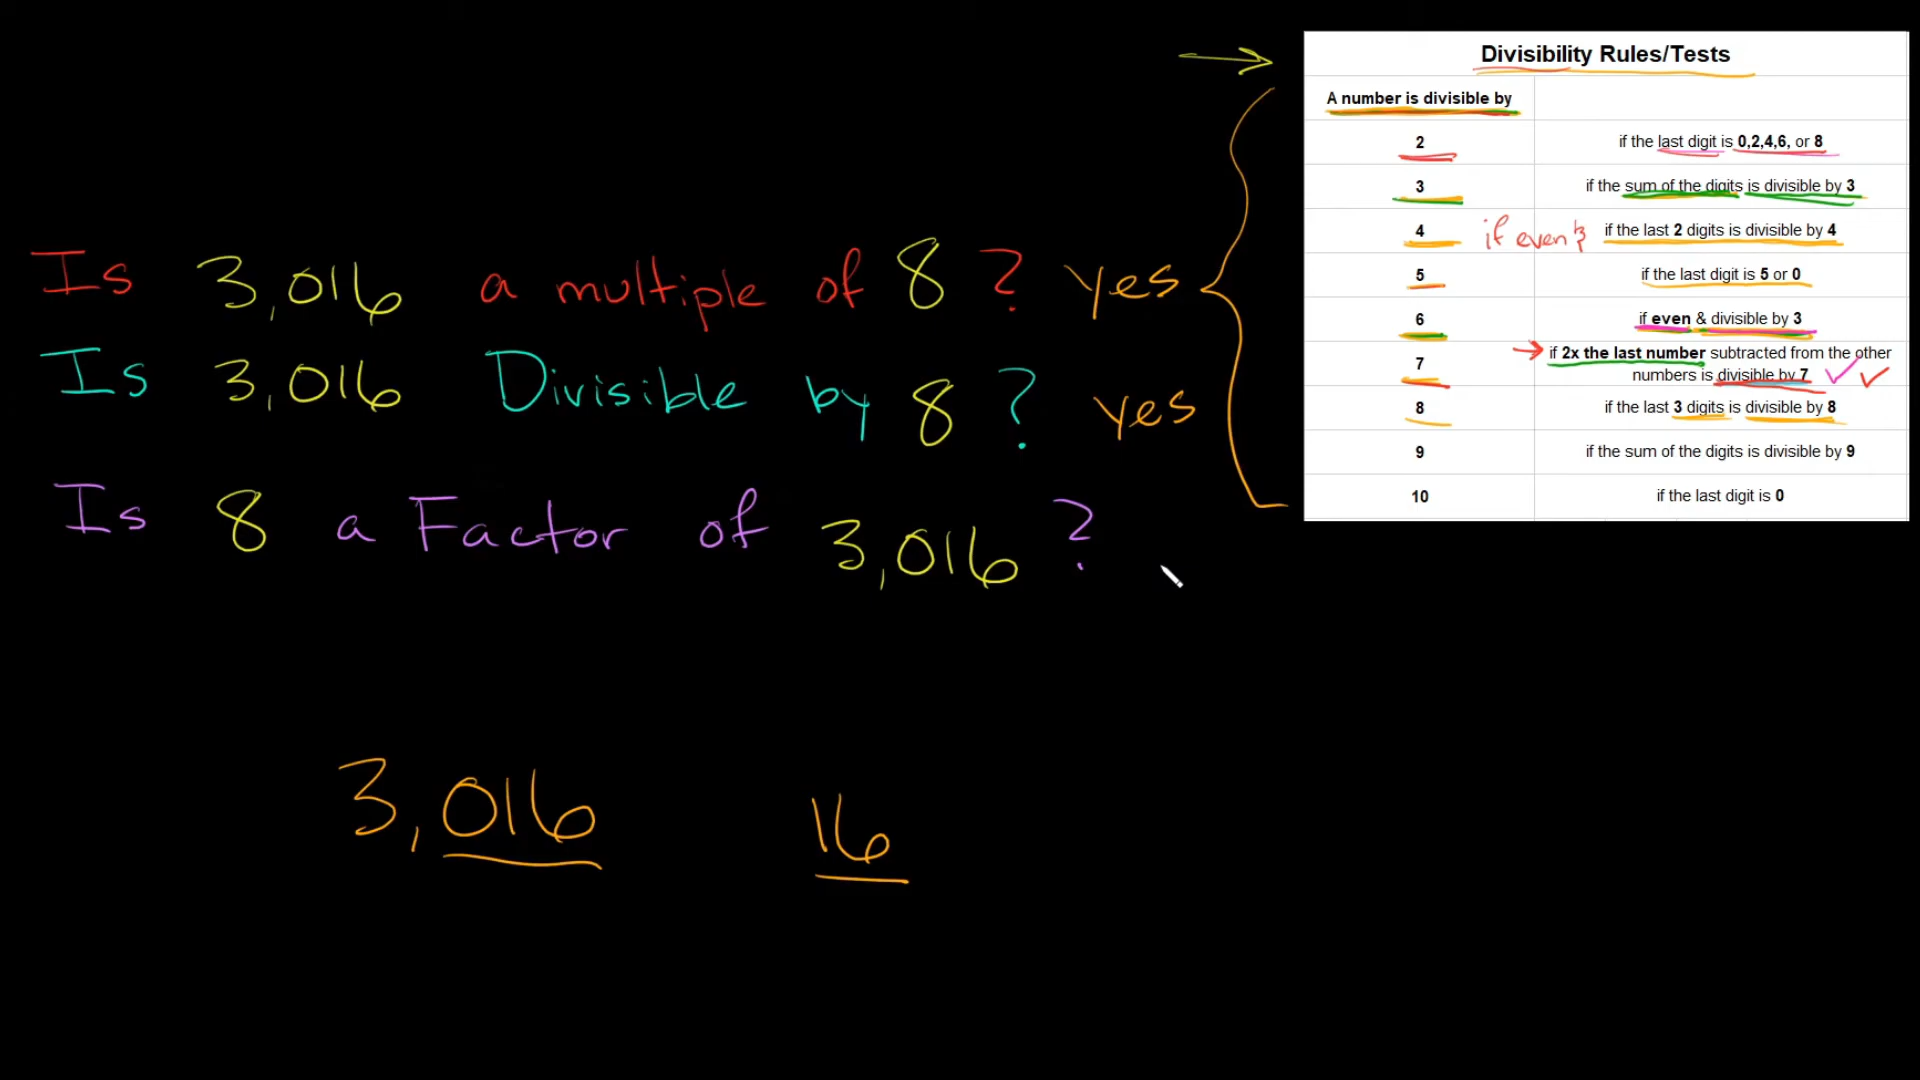 Is 3,016 a multiple of 8 ? yes
Is 3,016 Divisible by 8 ? yes
Is 8 a Factor of 3,016 ?
3,016 16
Divisibility Rules/Tests
A number is divisible by
2 if the last digit is 0,2,4,6, or 8
3 if the sum of the digits is divisible by 3
4 if even & if the last 2 digits is divisible by 4
5 if the last digit is 5 or 0
6 if even & divisible by 3
7 if 2x the last number subtracted from the other
numbers is divisible by 7
8 if the last 3 digits is divisible by 8
9 if the sum of the digits is divisible by 9
10 if the last digit is 0